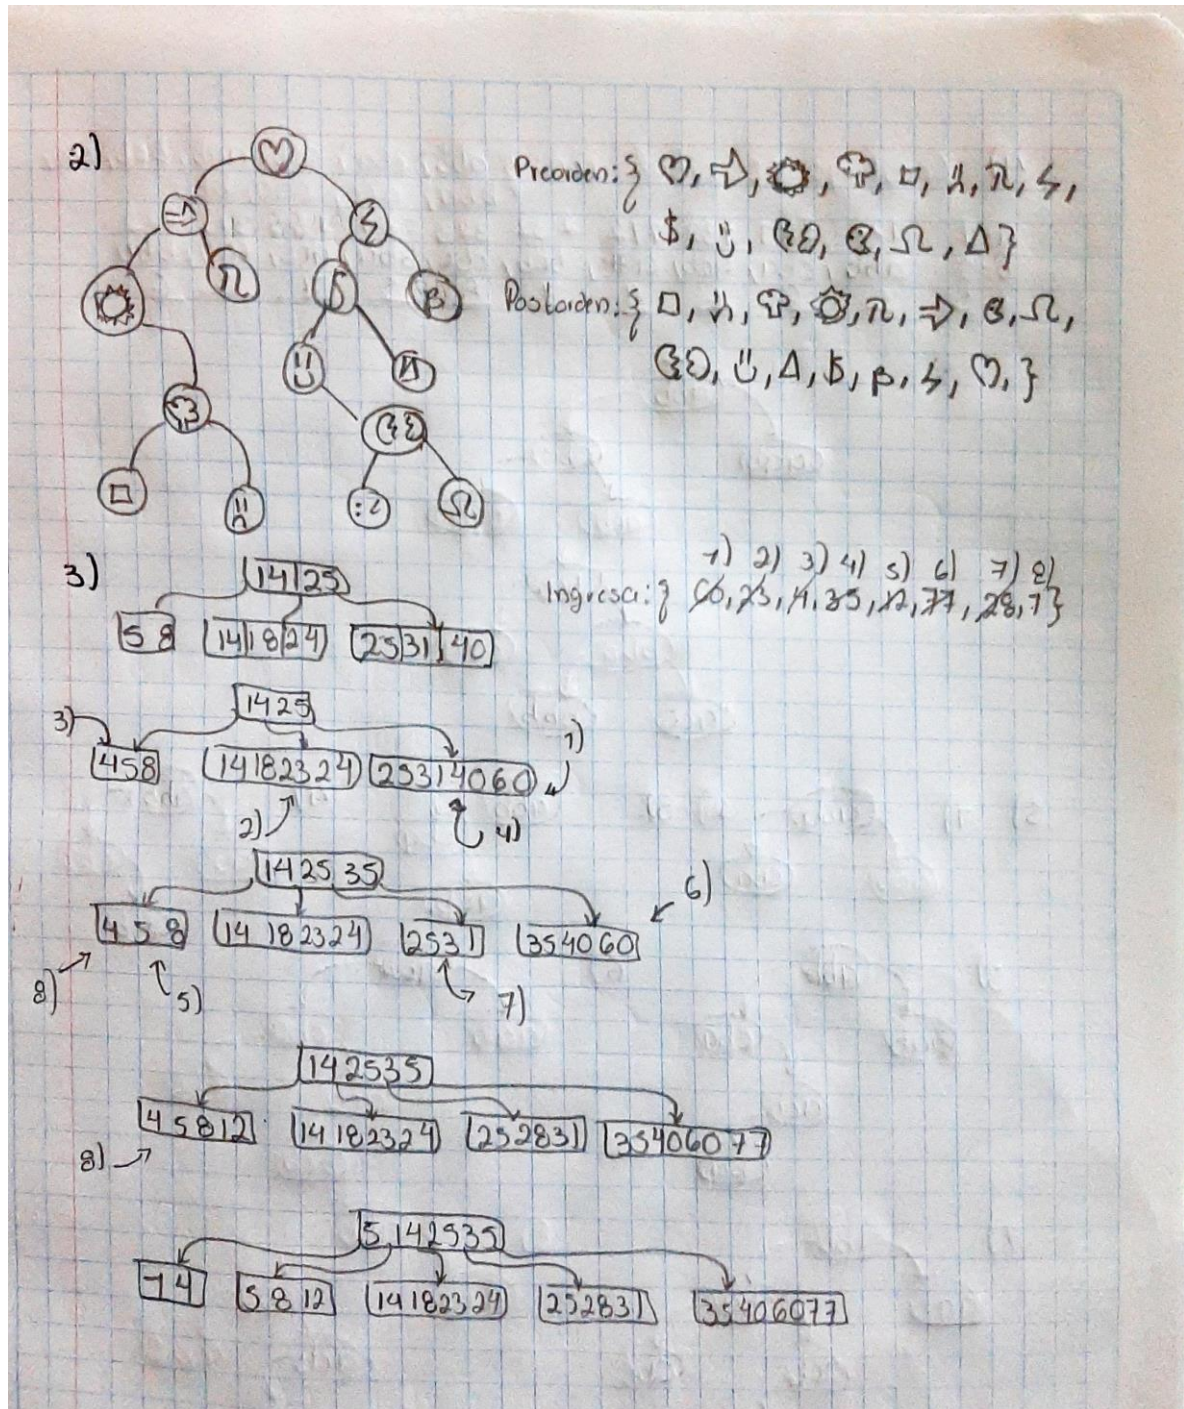 2)
Preorden: { ♡, ⇨, ☼, ♣, □, ¨, π, ϟ,
$, ü, ᘓᘐ, Ω, Δ }
Postorden: { □, π, ⇨, Ω,
ü, Δ, $, β, ϟ, ♡, }
3)
14 | 25
1) 2) 3) 4) 5) 6) 7) 8)
Ingresa: { 60, 23, 4, 35, 12, 77, 28, 1 }
5 8 14 | 18 | 24 25 | 31 | 40
14 25
3) 1)
4 5 8 14 18 23 24 25 31 40 60
2) 4)
14 25 35
6)
4 5 8 14 18 23 24 25 31 35 40 60
8) 5) 7)
14 25 35
4 5 8 12 14 18 23 24 25 28 31 35 40 60 77
8)
5 14 25 35
1 4 5 8 12 14 18 23 24 25 28 31 35 40 60 77